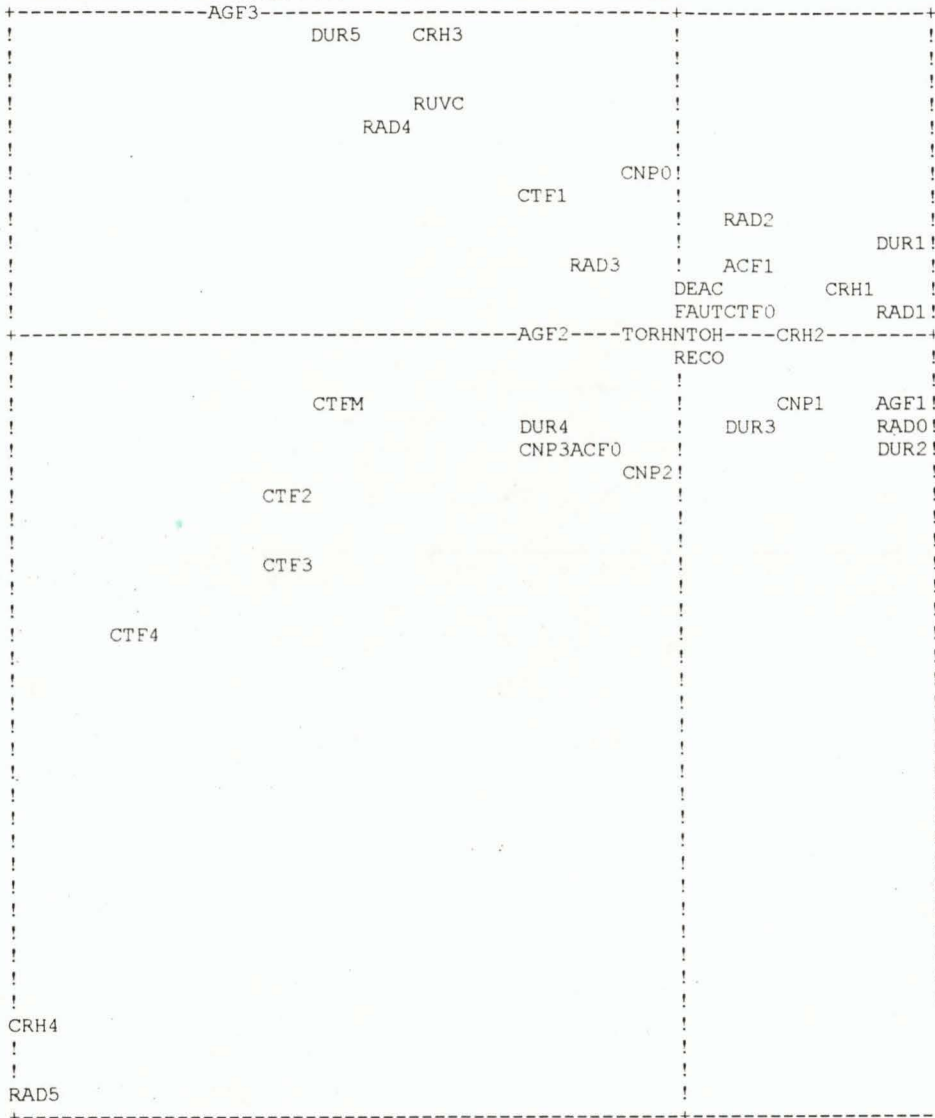 AGF3
DUR5 CRH3
RUVC
RAD4
CNP0
CTF1
RAD2
DUR1
RAD3 ACF1
DEAC CRH1
FAUTCTF0 RAD1
AGF2 TORHNTOH CRH2
RECO
CTFM CNP1 AGF1
DUR4 DUR3 RAD0
CNP3ACF0 DUR2
CNP2
CTF2
CTF3
CTF4
CRH4
RAD5